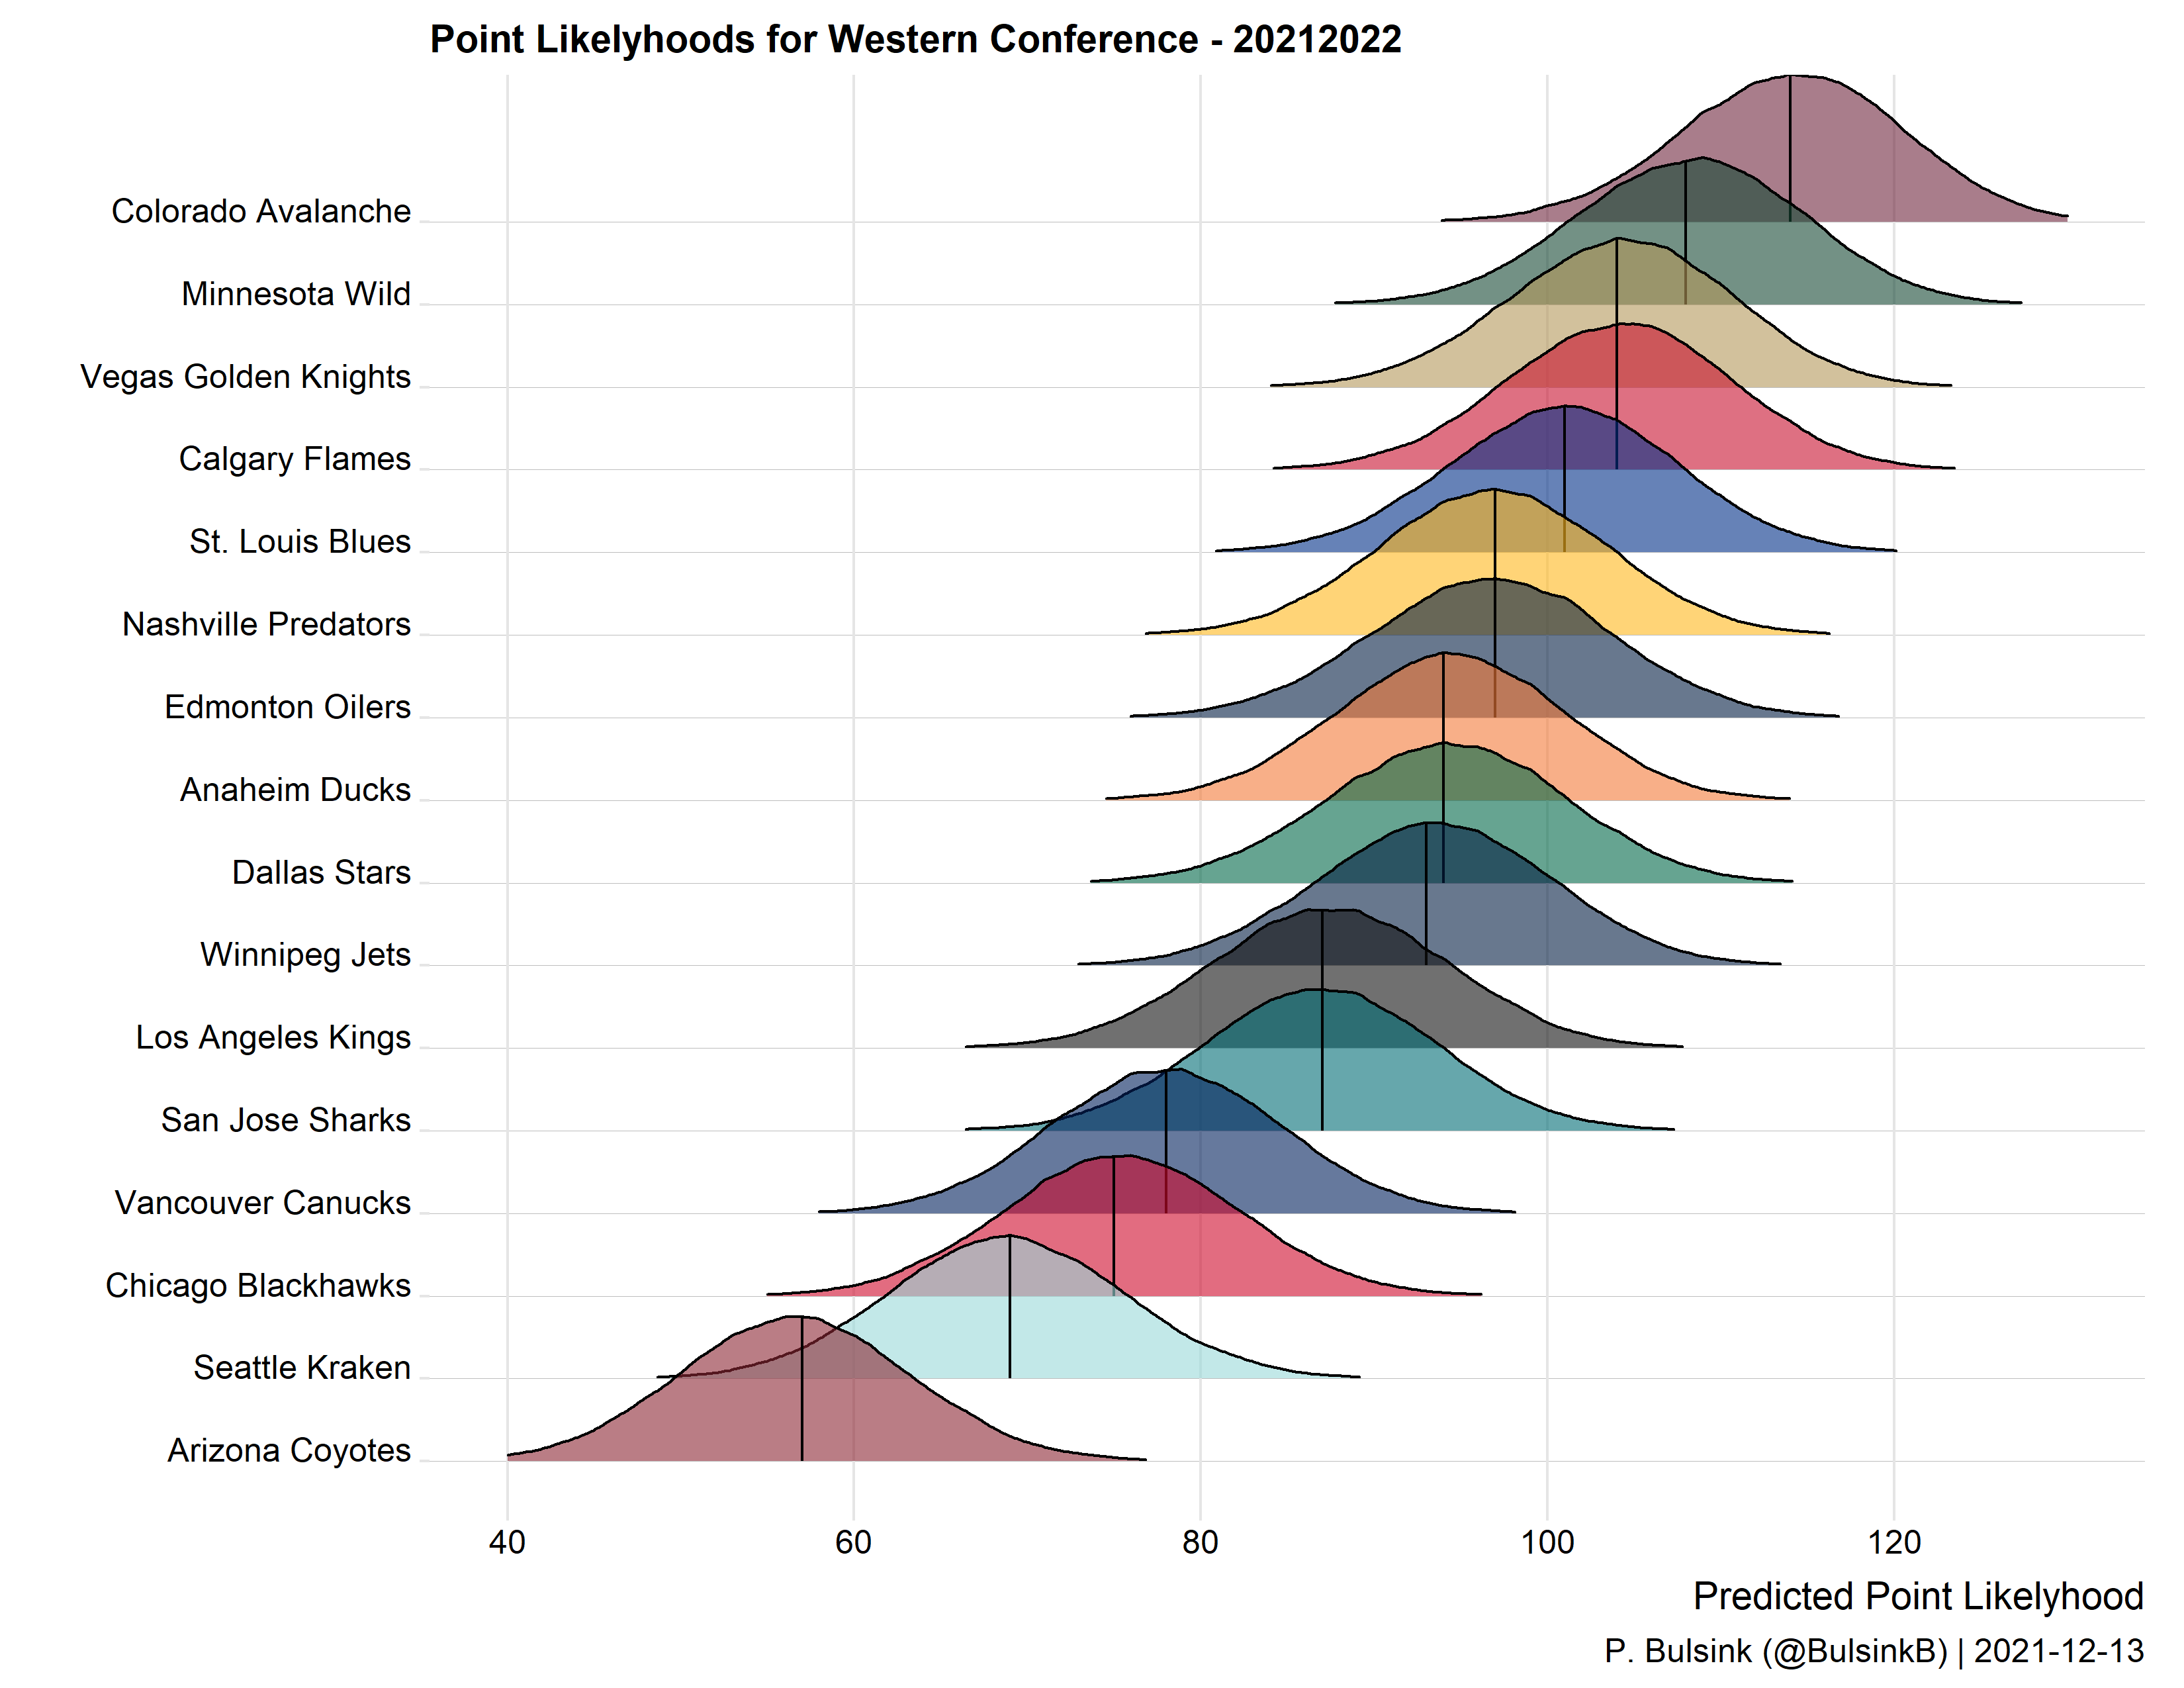 Point Likelyhoods for Western Conference - 20212022
Colorado Avalanche
Minnesota Wild
Vegas Golden Knights
Calgary Flames
St. Louis Blues
Nashville Predators
Edmonton Oilers
Anaheim Ducks
Dallas Stars
Winnipeg Jets
Los Angeles Kings
San Jose Sharks
Vancouver Canucks
Chicago Blackhawks
Seattle Kraken
Arizona Coyotes
40 60 80 100 120
Predicted Point Likelyhood
P. Bulsink (@BulsinkB) | 2021-12-13